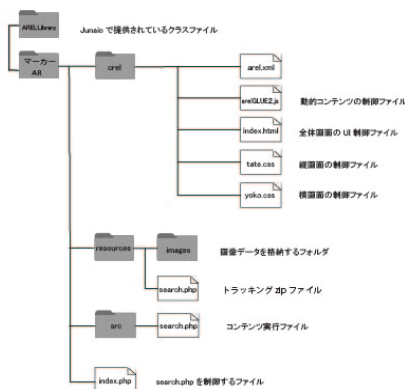 ARELLibrary
Junaio で提供されているクラスファイル
マーカー
AR
crel
arel.xml
arelGLUE2.js
動的コンテンツの制御ファイル
index.html
全体画面の UI 制御ファイル
tate.css
縦画面の制御ファイル
yoko.css
横画面の制御ファイル
resources
images
画像データを格納するフォルダ
search.php
トラッキング zip ファイル
src
search.php
コンテンツ実行ファイル
index.php
search.php を制御するファイル